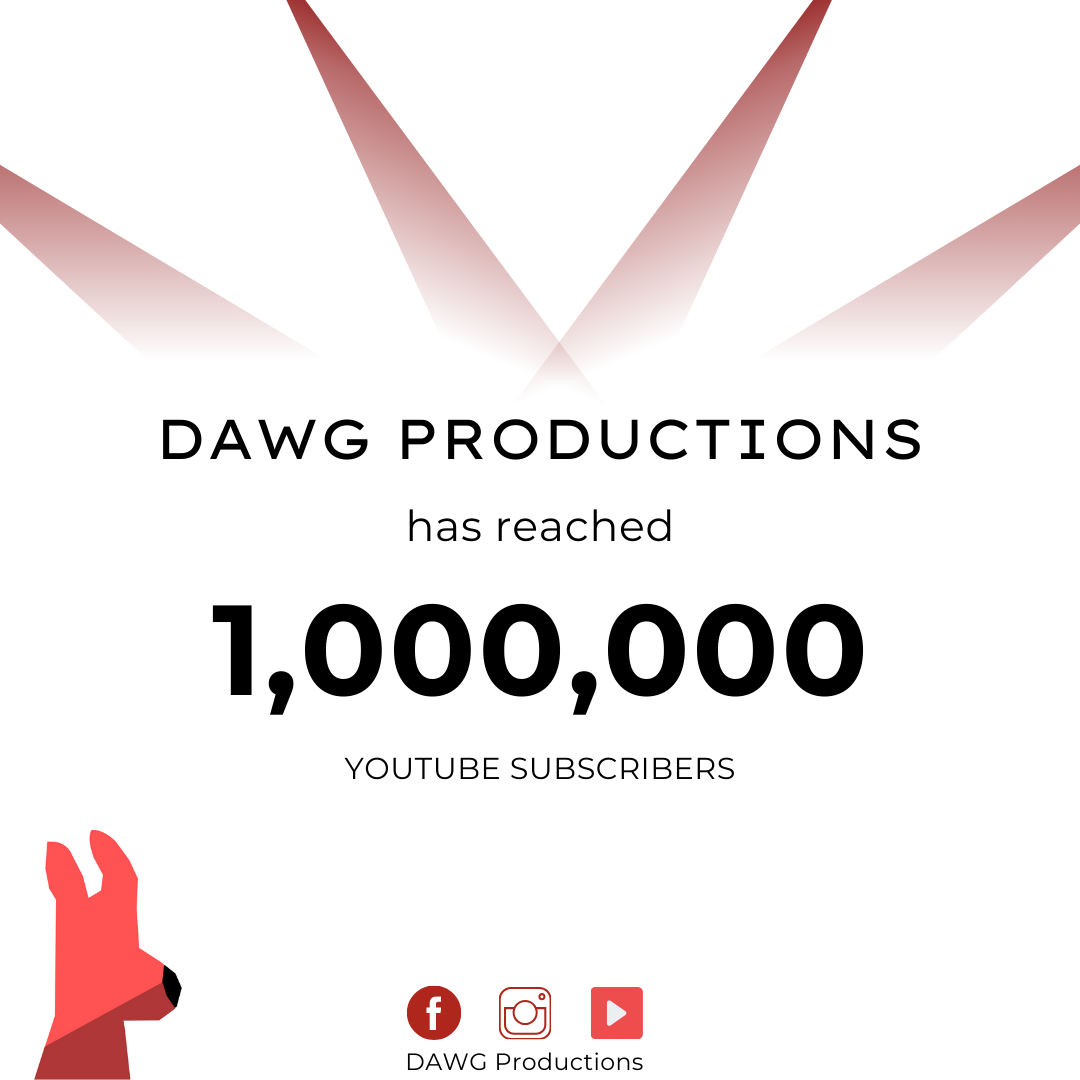 DAWG PRODUCTIONS
has reached
1,000,000
YOUTUBE SUBSCRIBERS
f
DAWG Productions